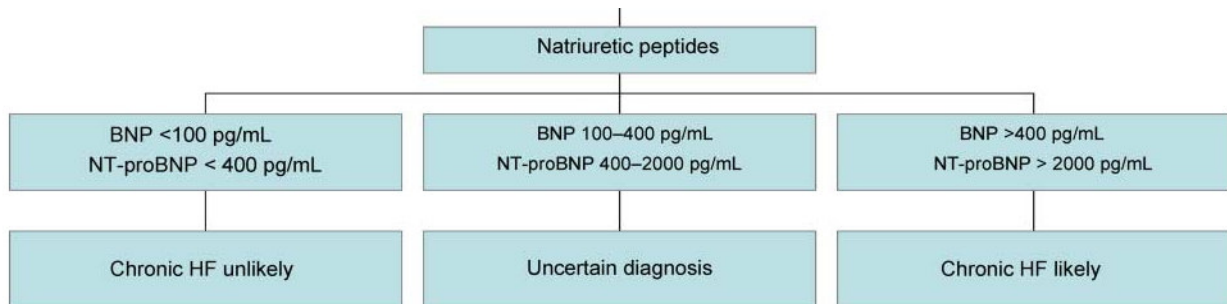 Natriuretic peptides
BNP <100 pg/mL
NT-proBNP < 400 pg/mL
BNP 100–400 pg/mL
NT-proBNP 400–2000 pg/mL
BNP >400 pg/mL
NT-proBNP > 2000 pg/mL
Chronic HF unlikely
Uncertain diagnosis
Chronic HF likely